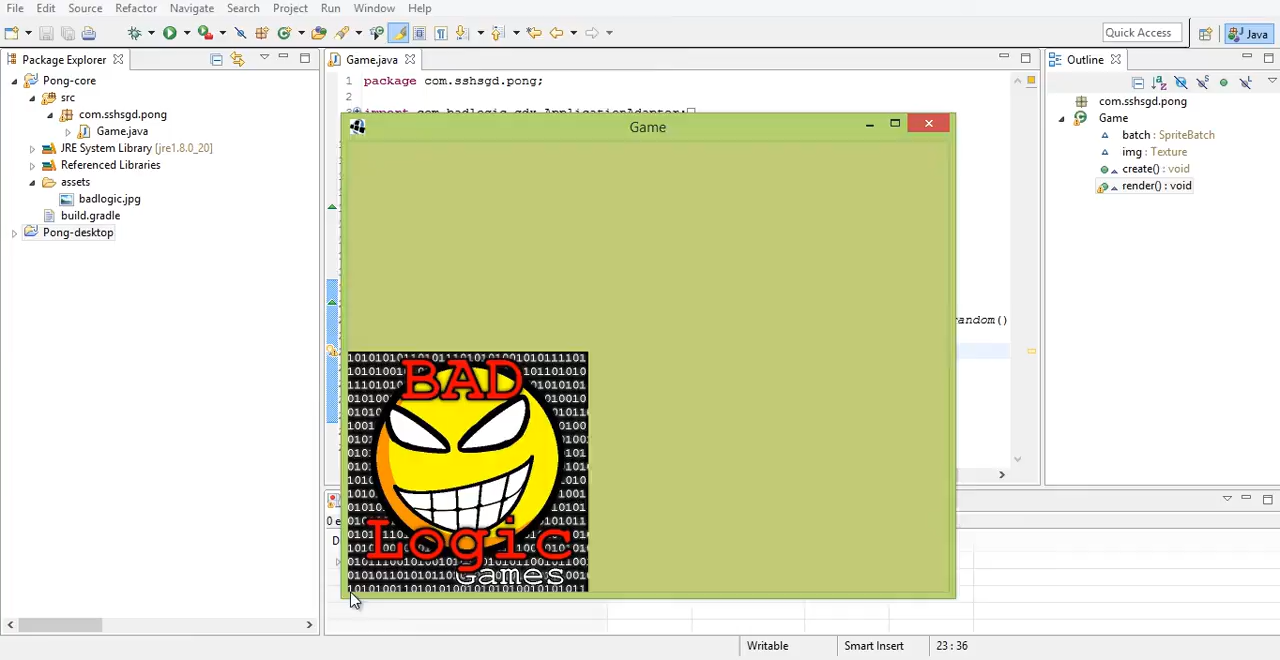 File Edit Source Refactor Navigate Search Project Run Window Help
Quick Access
Java
Package Explorer
Game.java
Outline
Pong-core
src
com.sshsgd.pong
Game.java
JRE System Library [jre1.8.0_20]
Referenced Libraries
assets
badlogic.jpg
build.gradle
Pong-desktop
1 package com.sshsgd.pong;
2
Game
BAD
Logic
Games
andom()
com.sshsgd.pong
Game
batch : SpriteBatch
img : Texture
create() : void
render() : void
0 e
D
Writable
Smart Insert
23 : 36